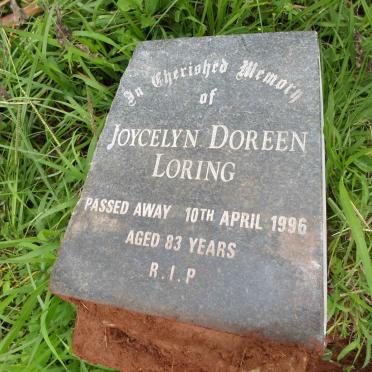 In Cherished Memory
of
JOYCELYN DOREEN
LORING
PASSED AWAY 10TH APRIL 1996
AGED 83 YEARS
R.I.P